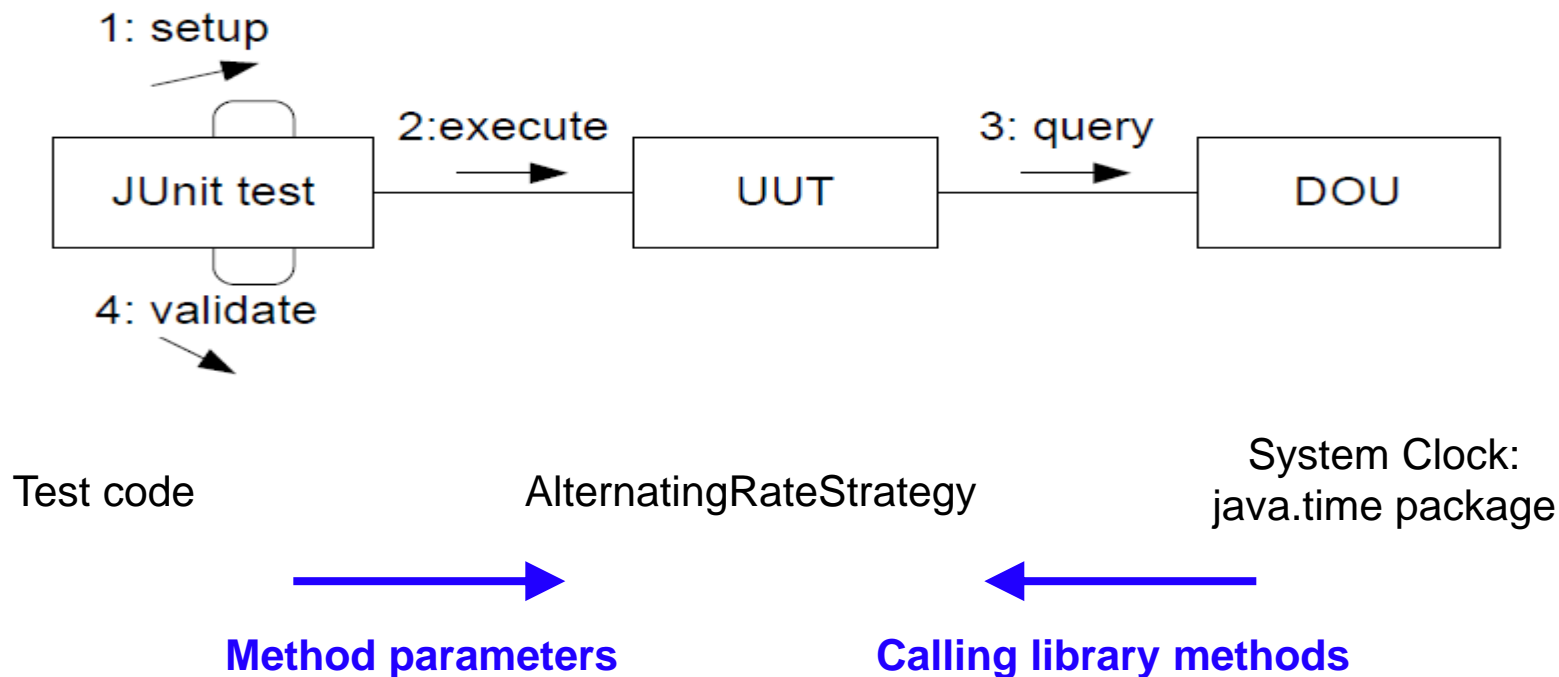 1: setup
2:execute
3: query
JUnit test
UUT
DOU
4: validate
Test code
AlternatingRateStrategy
System Clock:
java.time package
Method parameters
Calling library methods